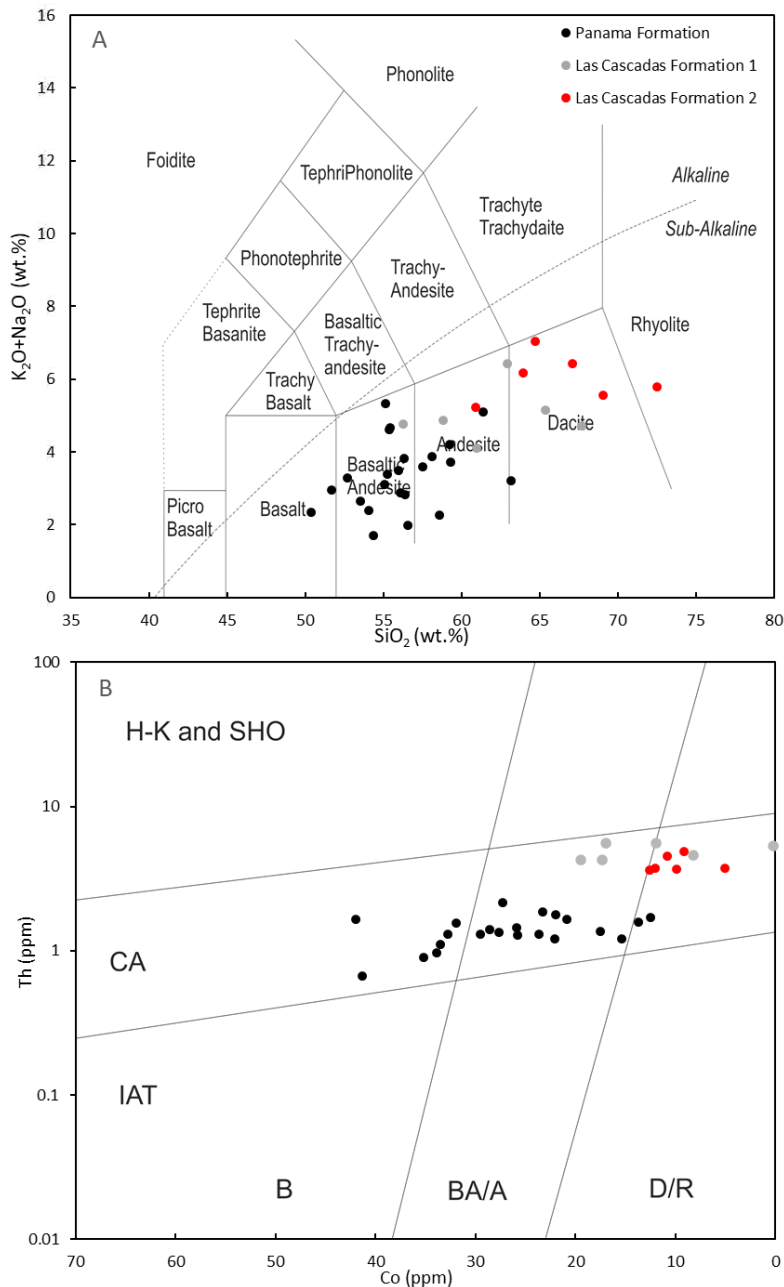 A
Panama Formation
Las Cascadas Formation 1
Las Cascadas Formation 2
Phonolite
Foidite
TephriPhonolite
Trachyte
Trachydaite
Alkaline
Sub-Alkaline
Phonotephrite
Trachy-
Andesite
Tephrite
Basanite
Basaltic
Trachy-
andesite
Rhyolite
Trachy
Basalt
Dacite
Andesite
Basaltic
Andesite
Picro
Basalt
Basalt
K2O+Na2O (wt.%)
16
14
12
10
8
6
4
2
0
35
40
45
50
55
60
65
70
75
80
SiO2 (wt.%)
B
H-K and SHO
CA
IAT
B
BA/A
D/R
Th (ppm)
100
10
1
0.1
0.01
70
60
50
40
30
20
10
0
Co (ppm)